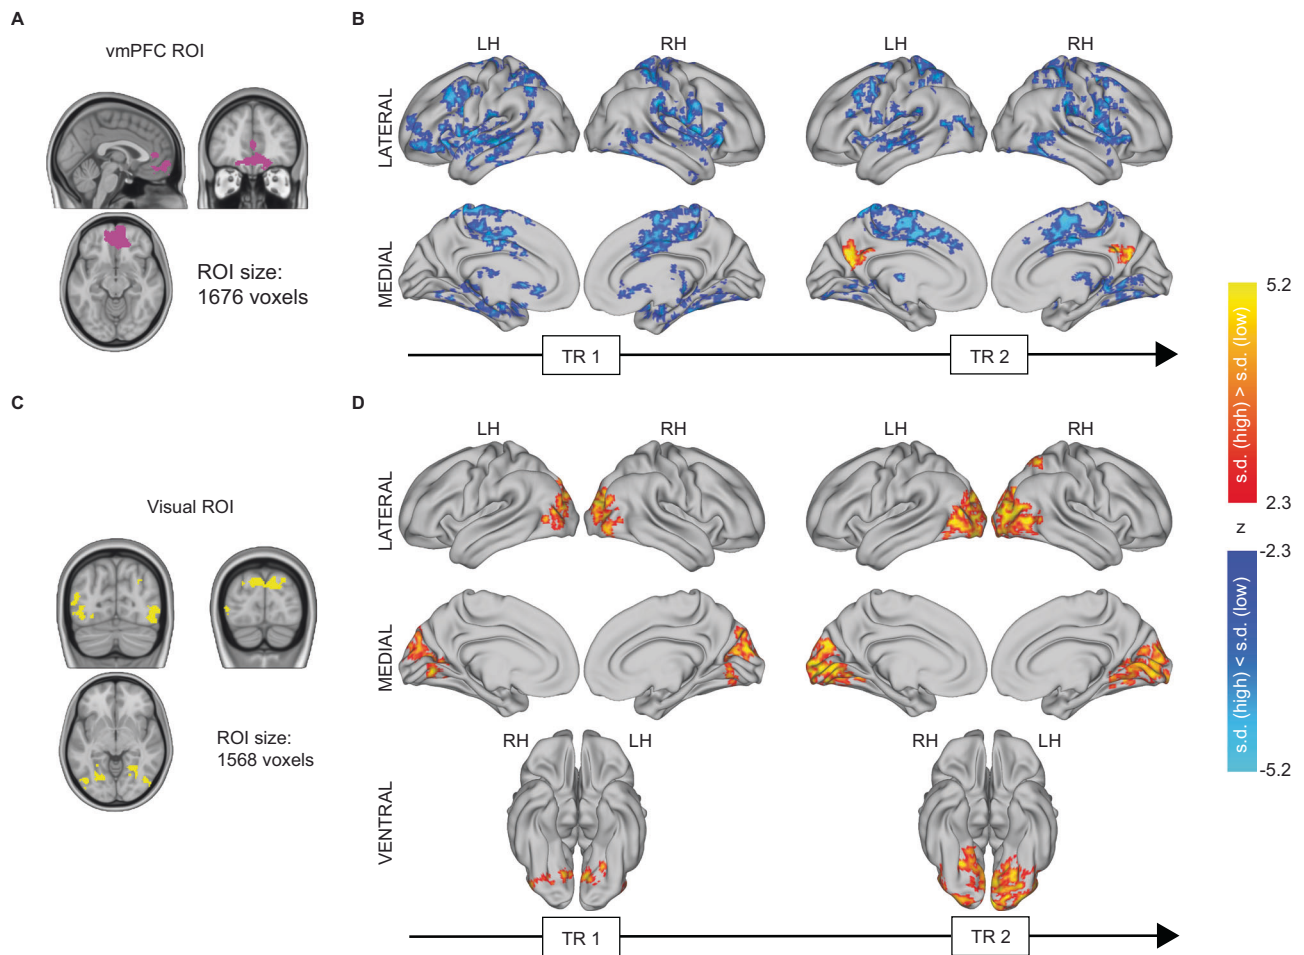 A
vmPFC ROI
ROI size:
1676 voxels
B
LH
RH
LH
RH
LATERAL
MEDIAL
TR 1
TR 2
C
Visual ROI
ROI size:
1568 voxels
D
LH
RH
LH
RH
LATERAL
MEDIAL
RH
LH
RH
LH
VENTRAL
TR 1
TR 2
5.2
s.d. (high) > s.d. (low)
2.3
z
-2.3
s.d. (high) < s.d. (low)
-5.2